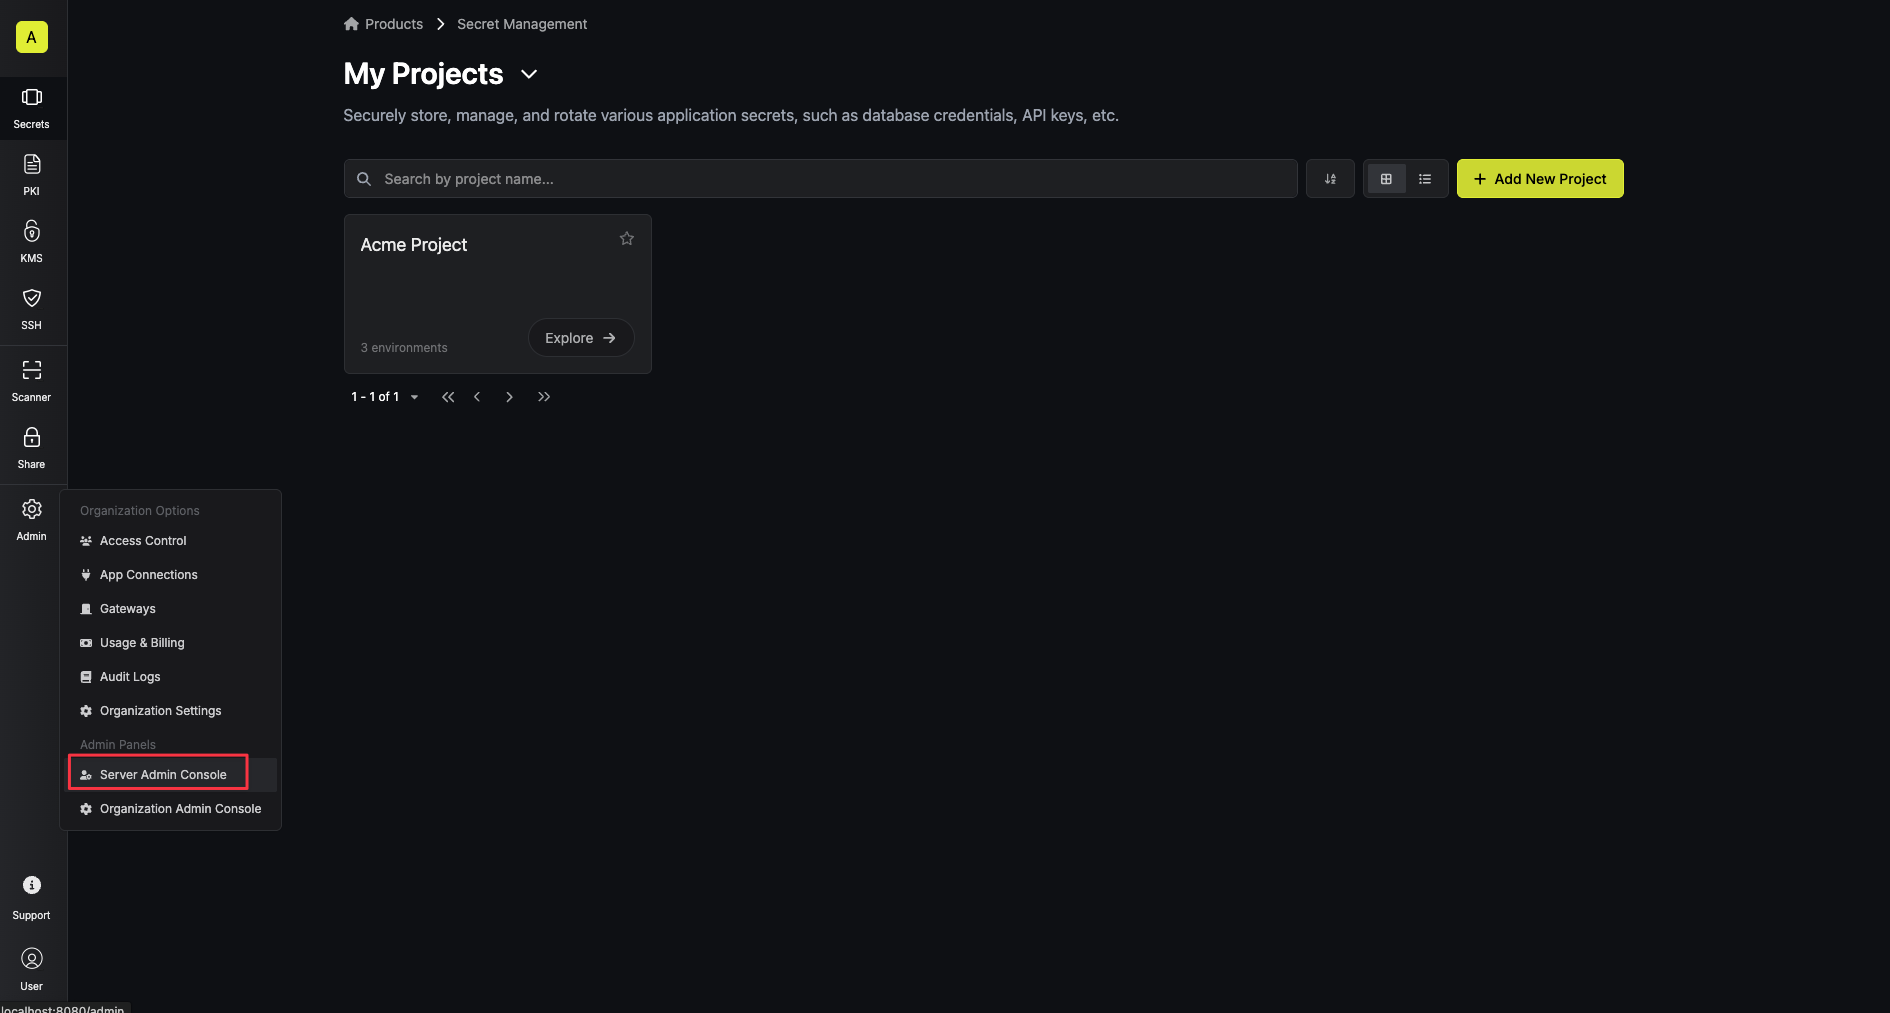 A
Secrets
PKI
KMS
SSH
Scanner
Share
Admin
Support
User
Products
Secret Management
My Projects
Securely store, manage, and rotate various application secrets, such as database credentials, API keys, etc.
Search by project name...
Add New Project
Acme Project
3 environments
Explore
1 - 1 of 1
Organization Options
Access Control
App Connections
Gateways
Usage & Billing
Audit Logs
Organization Settings
Admin Panels
Server Admin Console
Organization Admin Console
localhost:8080/admin